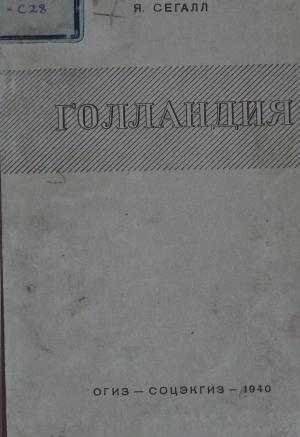 - С28
Я. СЕГАЛЛ
ГОЛЛАНДИЯ
ОГИЗ — СОЦЭКГИЗ — 1940